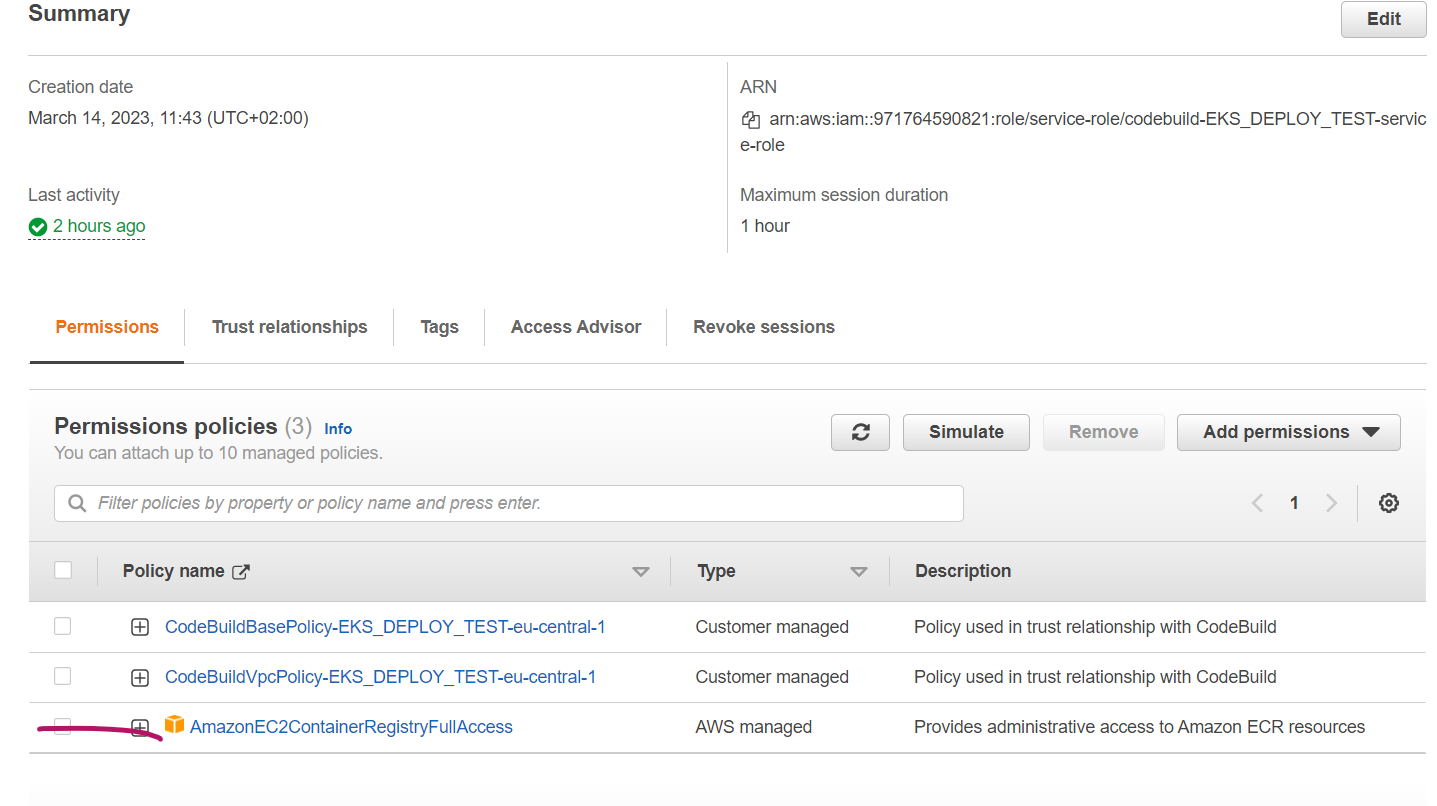 Summary
Edit
Creation date
March 14, 2023, 11:43 (UTC+02:00)
ARN
arn:aws:iam::971764590821:role/service-role/codebuild-EKS_DEPLOY_TEST-servic
e-role
Last activity
2 hours ago
Maximum session duration
1 hour
Permissions
Trust relationships
Tags
Access Advisor
Revoke sessions
Permissions policies (3) Info
You can attach up to 10 managed policies.
Simulate
Remove
Add permissions
Filter policies by property or policy name and press enter.
1
Policy name
Type
Description
CodeBuildBasePolicy-EKS_DEPLOY_TEST-eu-central-1
Customer managed
Policy used in trust relationship with CodeBuild
CodeBuildVpcPolicy-EKS_DEPLOY_TEST-eu-central-1
Customer managed
Policy used in trust relationship with CodeBuild
AmazonEC2ContainerRegistryFullAccess
AWS managed
Provides administrative access to Amazon ECR resources